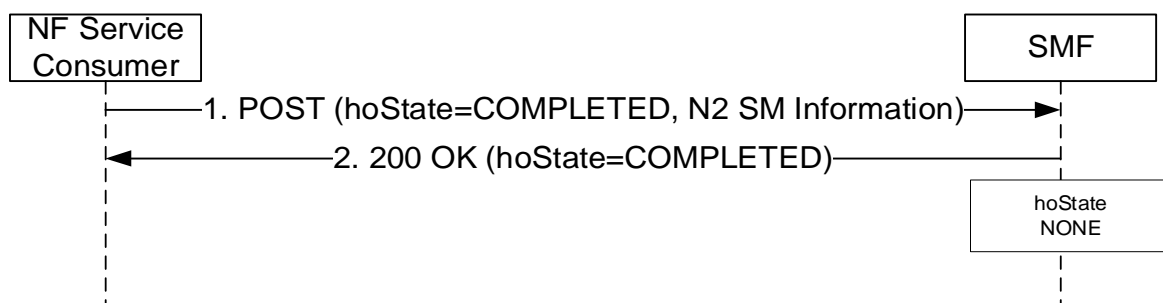 NF Service
Consumer
SMF
1. POST (hoState=COMPLETED, N2 SM Information)
2. 200 OK (hoState=COMPLETED)
hoState
NONE